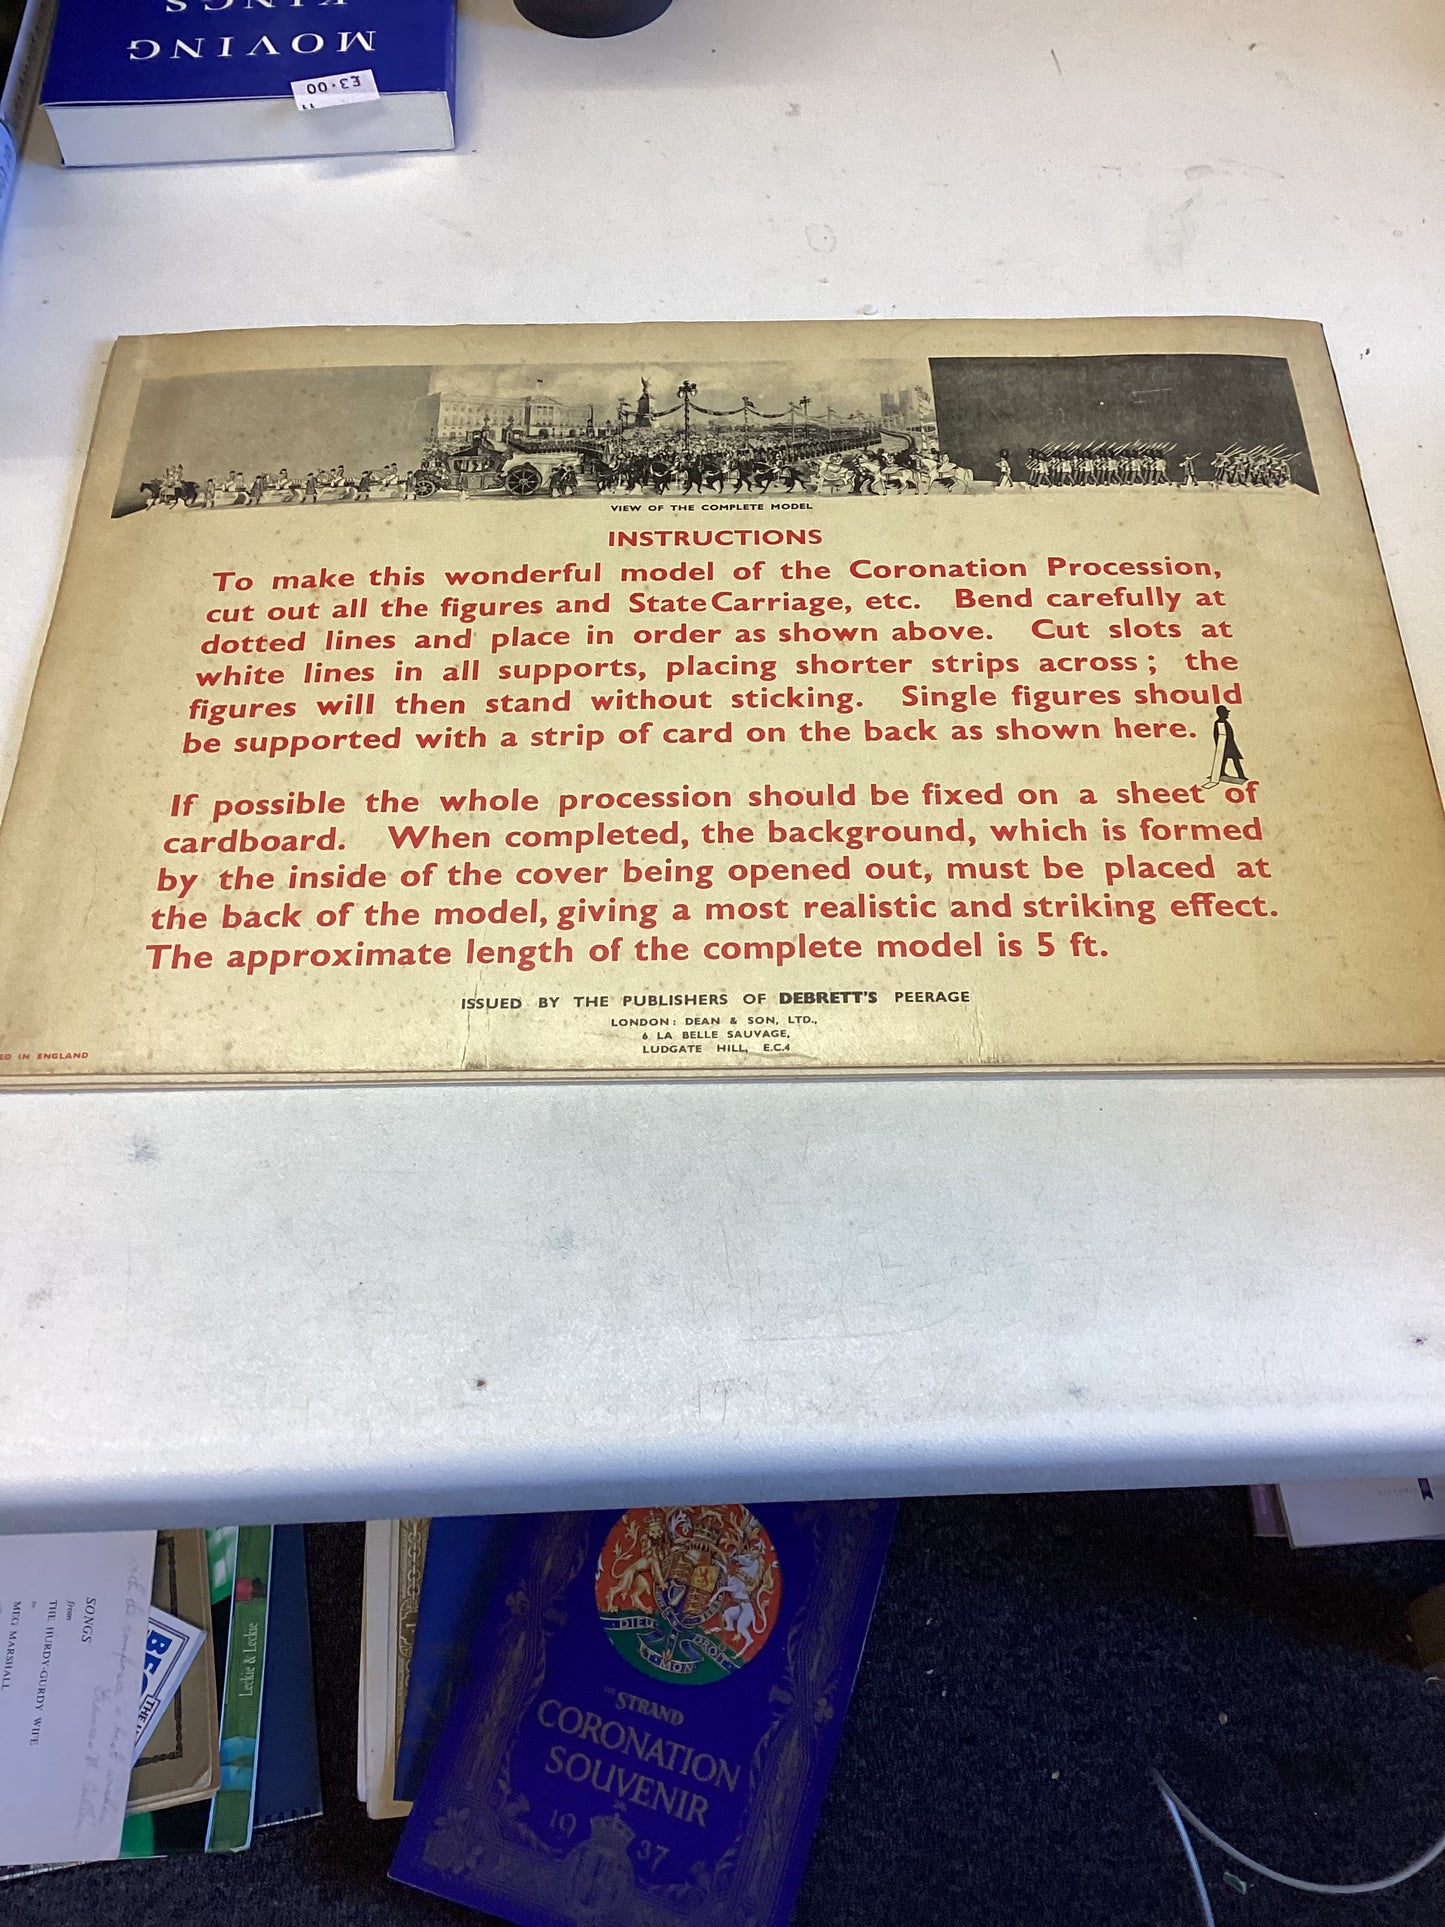 MOVING
KINGS
£3.00
VIEW OF THE COMPLETE MODEL
INSTRUCTIONS
To make this wonderful model of the Coronation Procession,
cut out all the figures and State Carriage, etc. Bend carefully at
dotted lines and place in order as shown above. Cut slots at
white lines in all supports, placing shorter strips across; the
figures will then stand without sticking. Single figures should
be supported with a strip of card on the back as shown here.
If possible the whole procession should be fixed on a sheet of
cardboard. When completed, the background, which is formed
by the inside of the cover being opened out, must be placed at
the back of the model, giving a most realistic and striking effect.
The approximate length of the complete model is 5 ft.
ISSUED BY THE PUBLISHERS OF DEBRETT'S PEERAGE
LONDON: DEAN & SON, LTD.,
6 LA BELLE SAUVAGE,
LUDGATE HILL, E.C.4
ED IN ENGLAND
SONGS
from
THE HURDY-GURDY WIFE
MEG MARSHALL
THE
Leckie & Leckie
DIEU ET MON DROIT
STRAND
CORONATION
SOUVENIR
1937